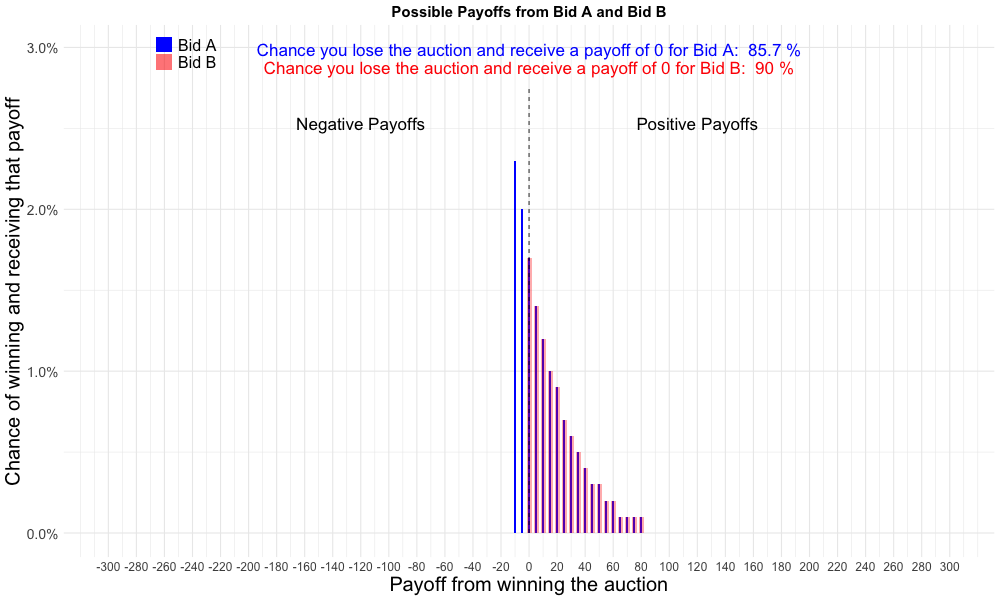 Possible Payoffs from Bid A and Bid B
Bid A
Bid B
Chance you lose the auction and receive a payoff of 0 for Bid A:  85.7 %
Chance you lose the auction and receive a payoff of 0 for Bid B:  90 %
Negative Payoffs
Positive Payoffs
Chance of winning and receiving that payoff
3.0%
2.0%
1.0%
0.0%
-300 -280 -260 -240 -220 -200 -180 -160 -140 -120 -100 -80 -60 -40 -20 0 20 40 60 80 100 120 140 160 180 200 220 240 260 280 300
Payoff from winning the auction